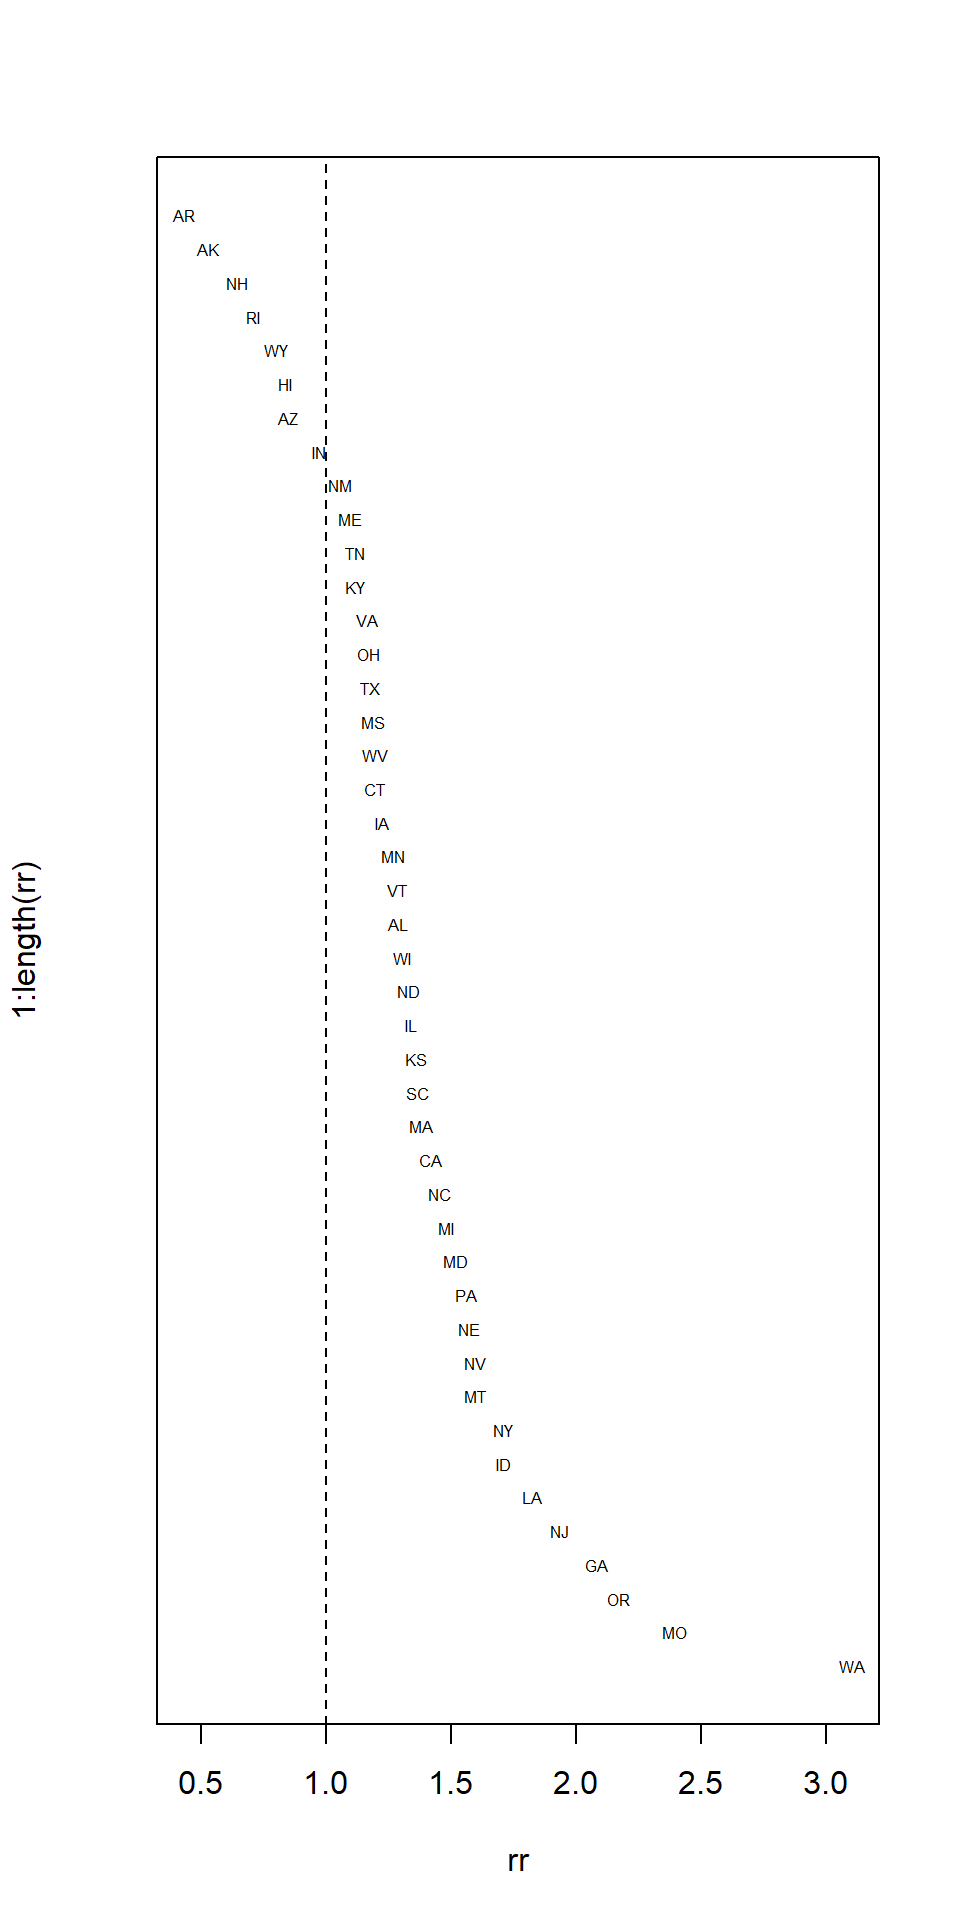 AR
AK
NH
RI
WY
HI
AZ
IN
NM
ME
TN
KY
VA
OH
TX
MS
WV
CT
IA
MN
VT
AL
WI
ND
IL
KS
SC
MA
CA
NC
MI
MD
PA
NE
NV
MT
NY
ID
LA
NJ
GA
OR
MO
WA
1:length(rr)
0.5 1.0 1.5 2.0 2.5 3.0
rr